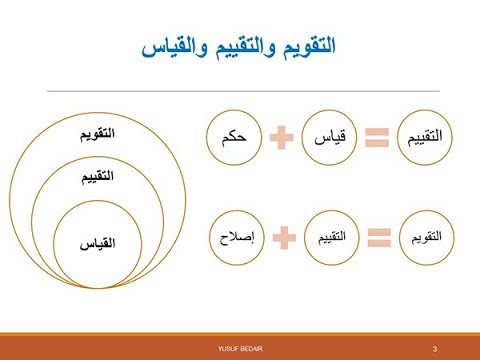 التقويم والتقييم والقياس
التقييم = قياس + حكم
التقويم = التقييم + إصلاح
التقويم
التقييم
القياس
YUSUF BEDAIR
3